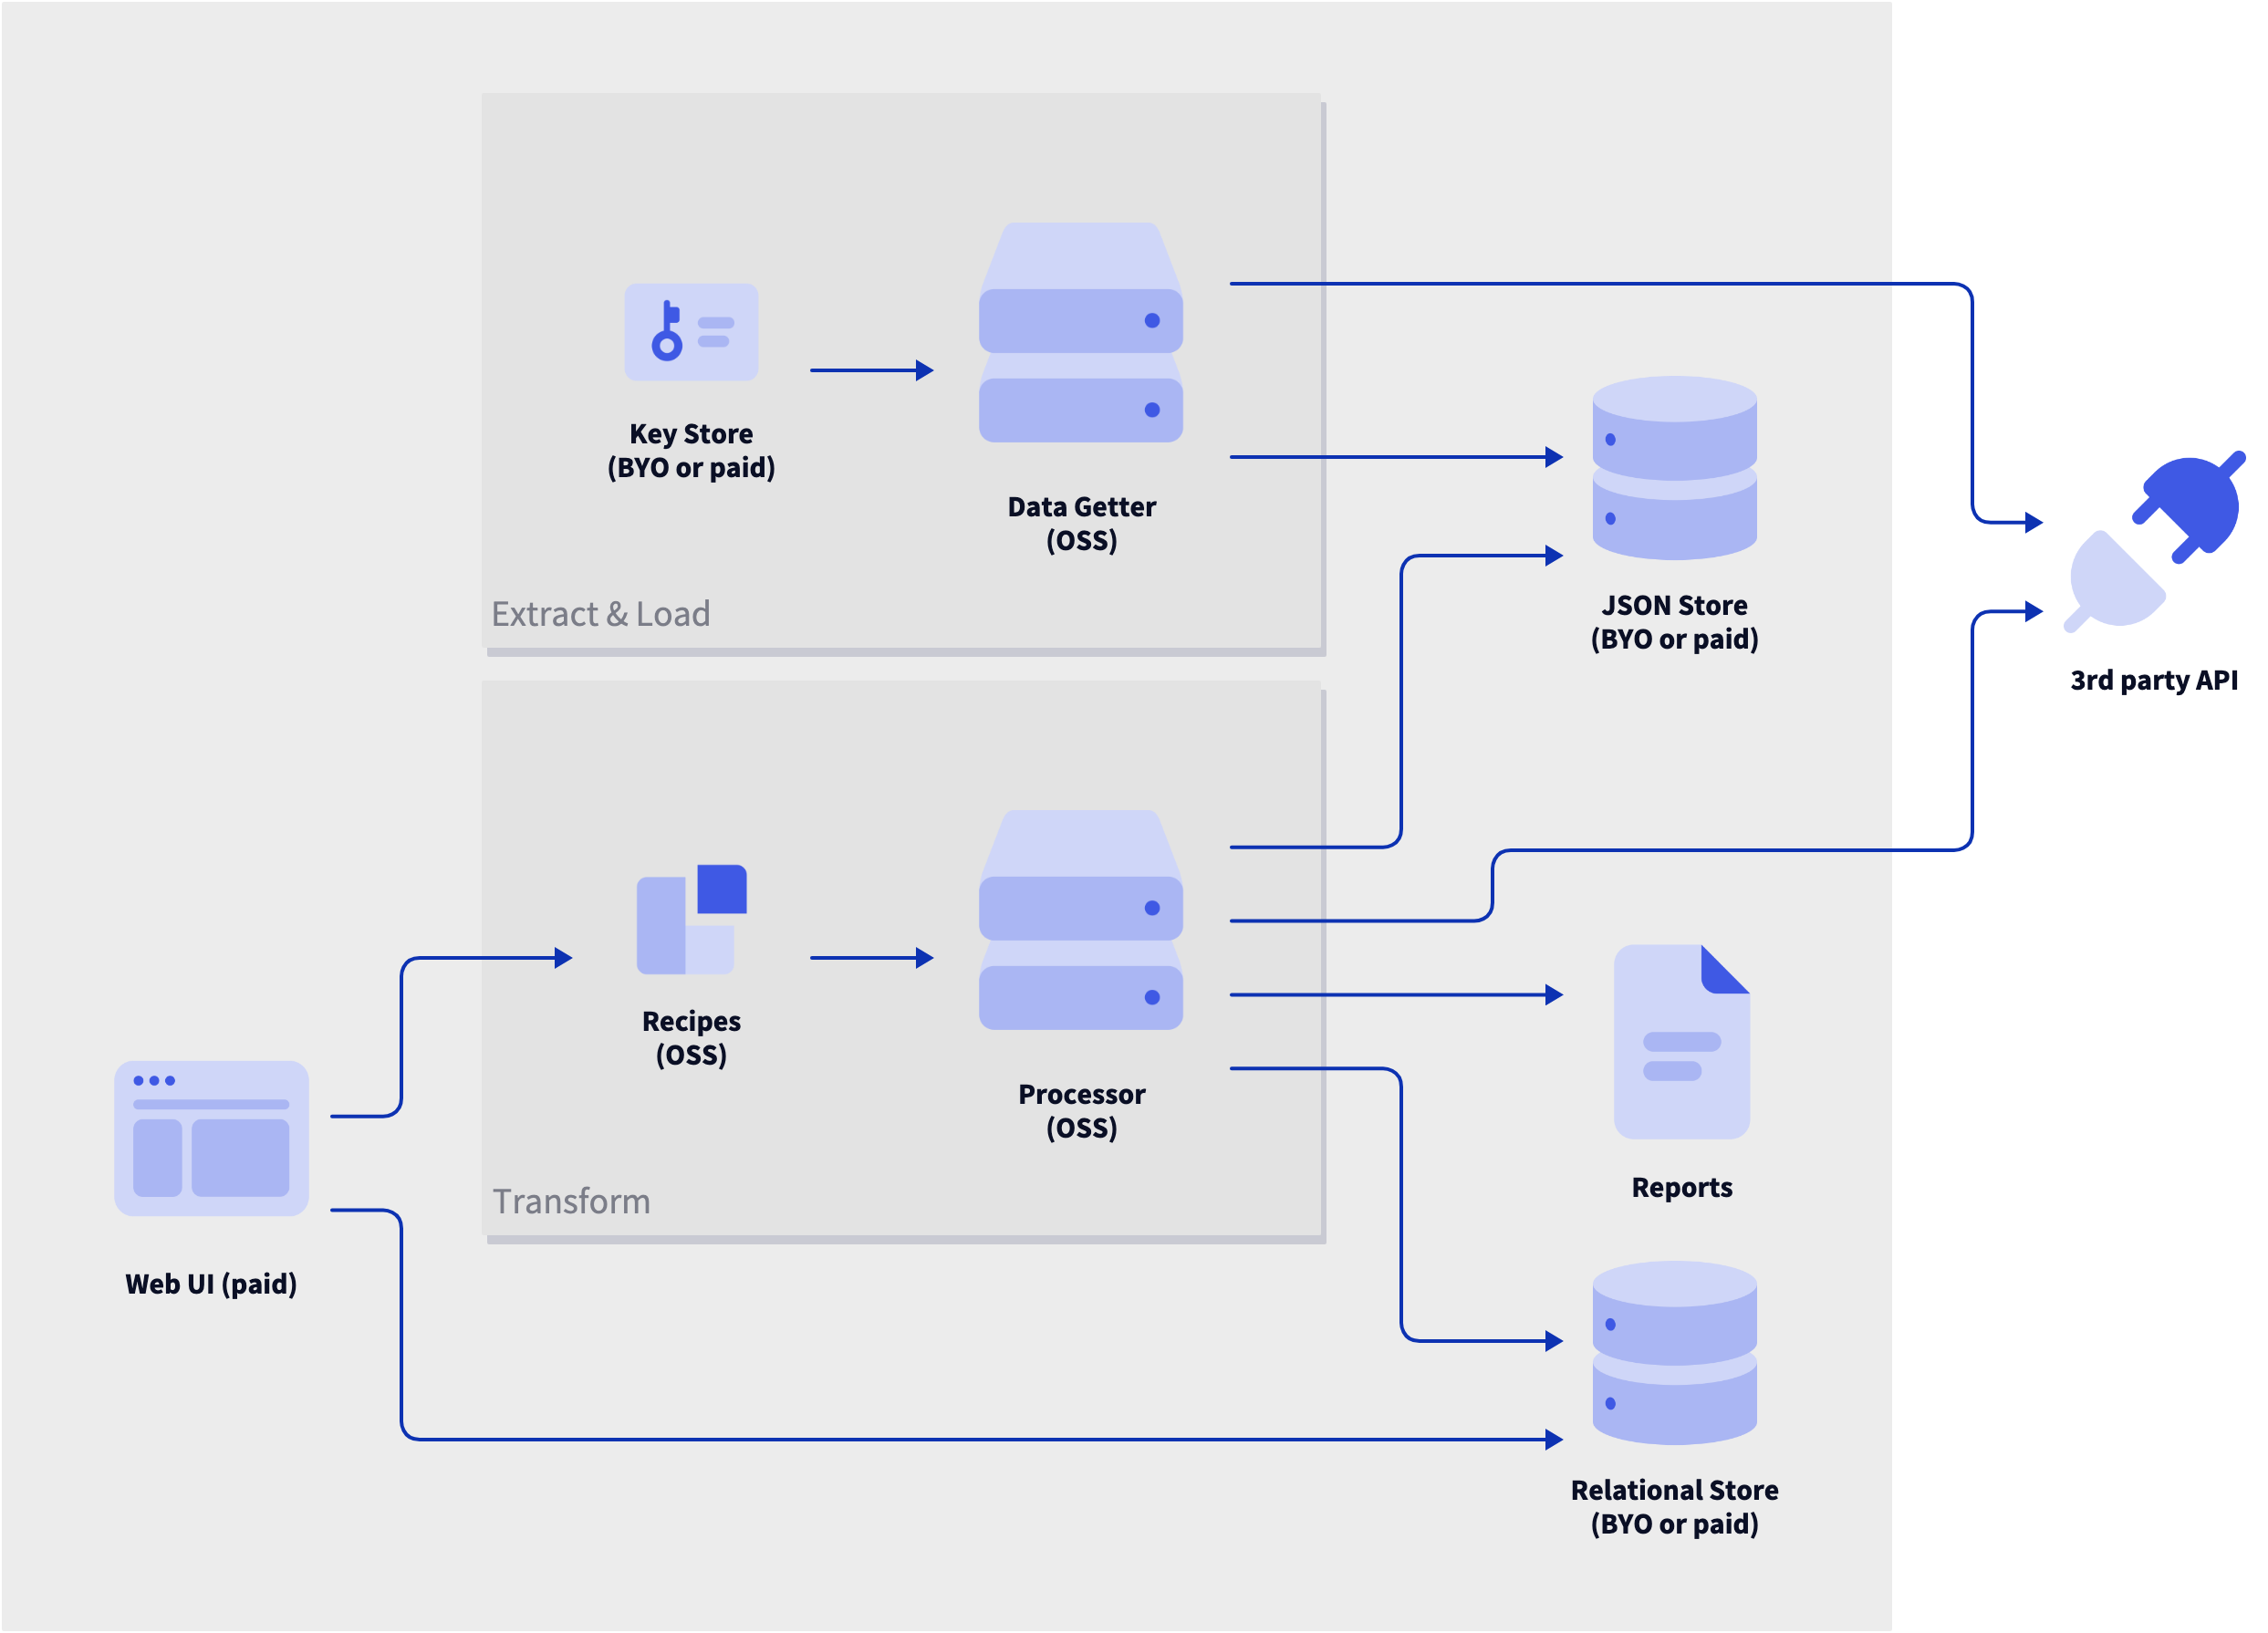 Key Store
(BYO or paid)
Data Getter
(OSS)
Extract & Load
JSON Store
(BYO or paid)
3rd party API
Recipes
(OSS)
Processor
(OSS)
Transform
Reports
Web UI (paid)
Relational Store
(BYO or paid)